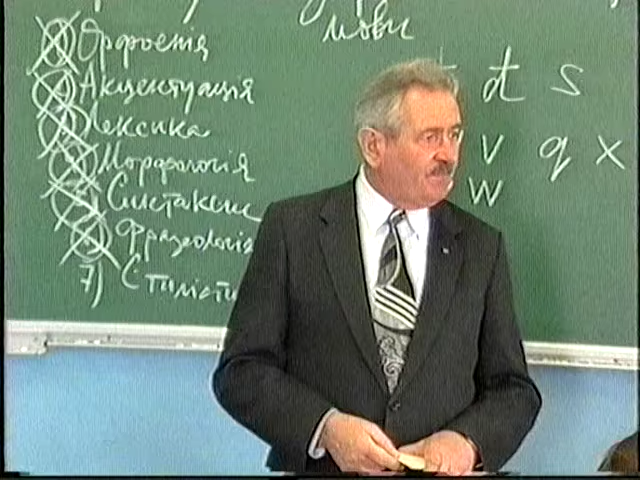 мови
Орфоепія
Акцентуація
Лексика
Морфологія
Синтаксис
Фразеологія
7) Стилісти
t đ s
v q x
w